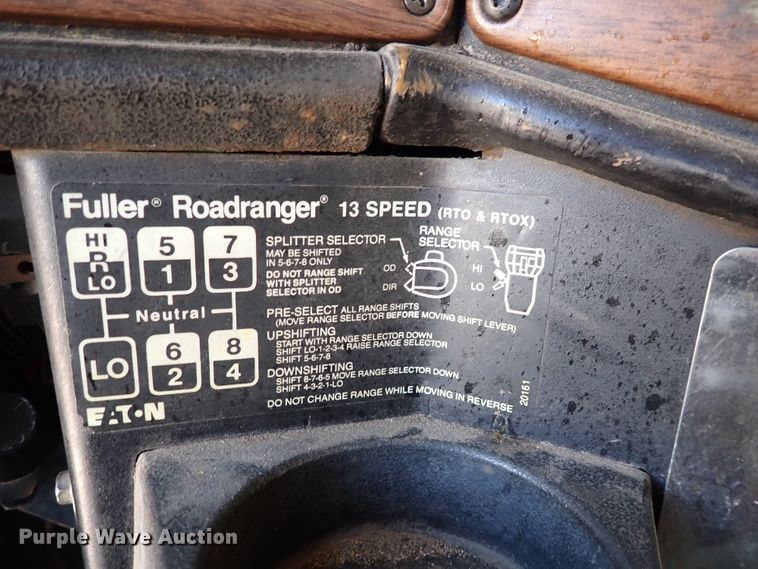 Fuller® Roadranger® 13 SPEED (RTO & RTOX)
HI
R
LO
5
1
7
3
Neutral
LO
6
2
8
4
EATON
SPLITTER SELECTOR
MAY BE SHIFTED
IN 5-6-7-8 ONLY
DO NOT RANGE SHIFT
WITH SPLITTER
SELECTOR IN OD
OD
DIR
RANGE
SELECTOR
HI
LO
PRE-SELECT ALL RANGE SHIFTS
(MOVE RANGE SELECTOR BEFORE MOVING SHIFT LEVER)
UPSHIFTING
START WITH RANGE SELECTOR DOWN
SHIFT LO-1-2-3-4 RAISE RANGE SELECTOR
SHIFT 5-6-7-8
DOWNSHIFTING
SHIFT 8-7-6-5 MOVE RANGE SELECTOR DOWN
SHIFT 4-3-2-1-LO
DO NOT CHANGE RANGE WHILE MOVING IN REVERSE
20161
Purple Wave Auction